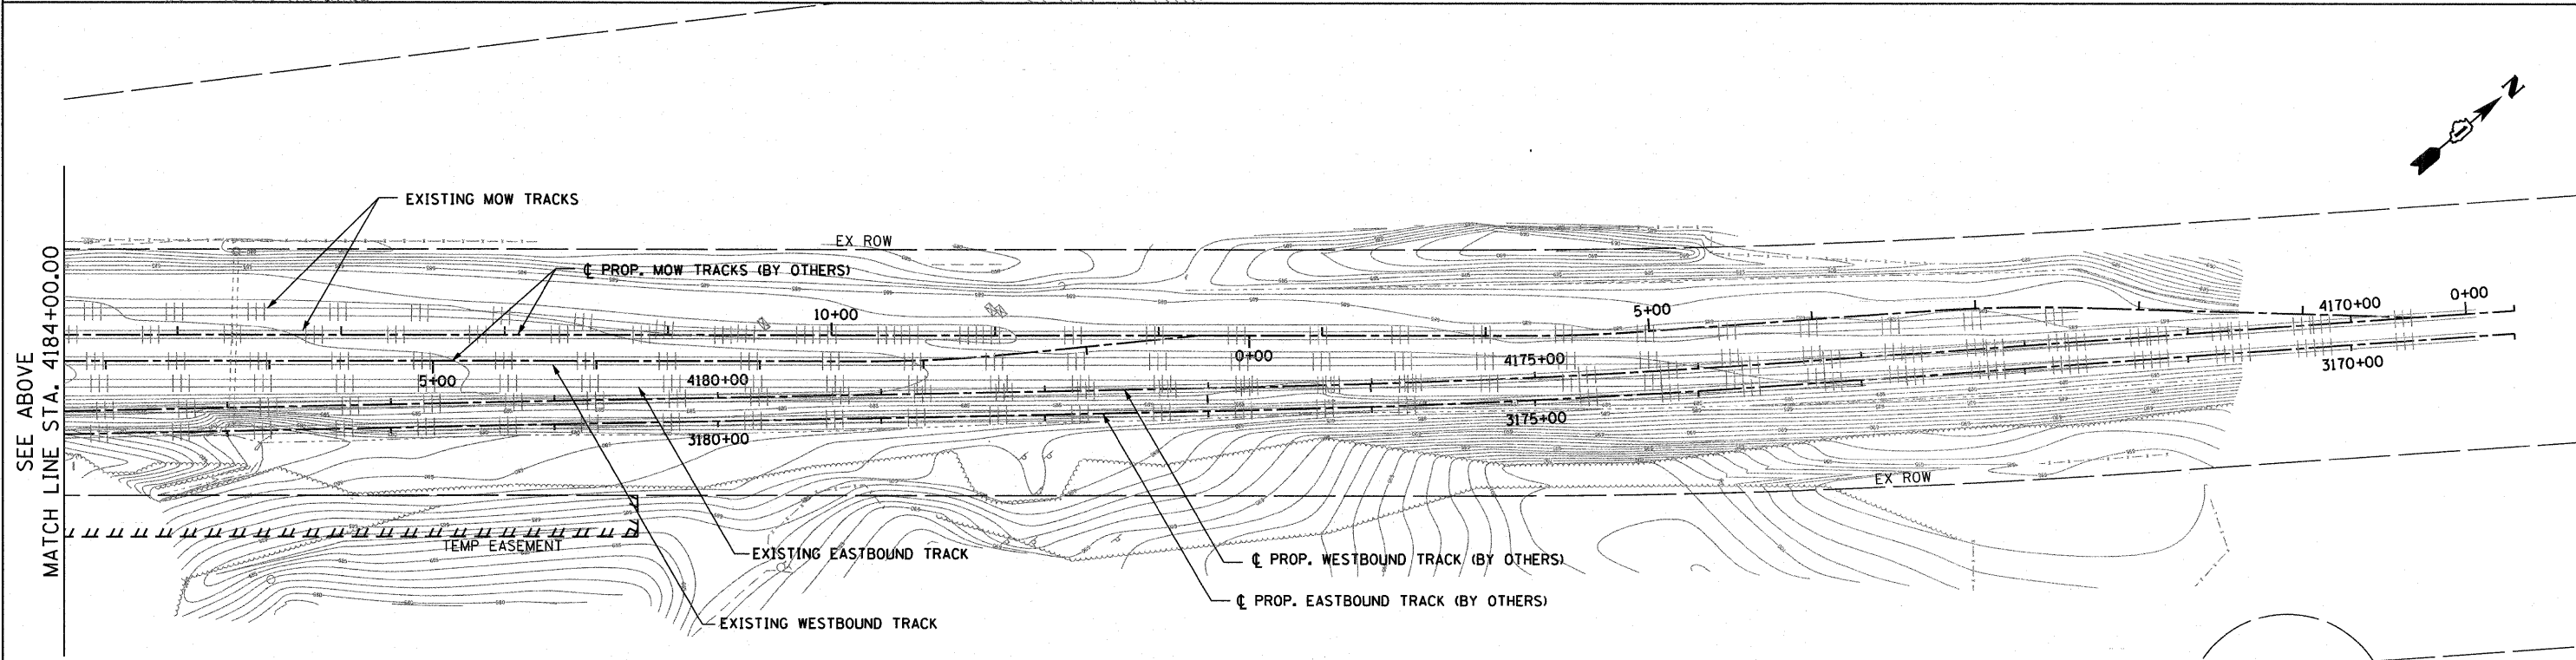 N
EXISTING MOW TRACKS
EX ROW
℄ PROP. MOW TRACKS (BY OTHERS)
SEE ABOVE
MATCH LINE STA. 4184+00.00
10+00
5+00
4170+00
0+00
0+00
4175+00
3170+00
5+00
4180+00
3175+00
3180+00
EX ROW
TEMP EASEMENT
EXISTING EASTBOUND TRACK
℄ PROP. WESTBOUND TRACK (BY OTHERS)
℄ PROP. EASTBOUND TRACK (BY OTHERS)
EXISTING WESTBOUND TRACK